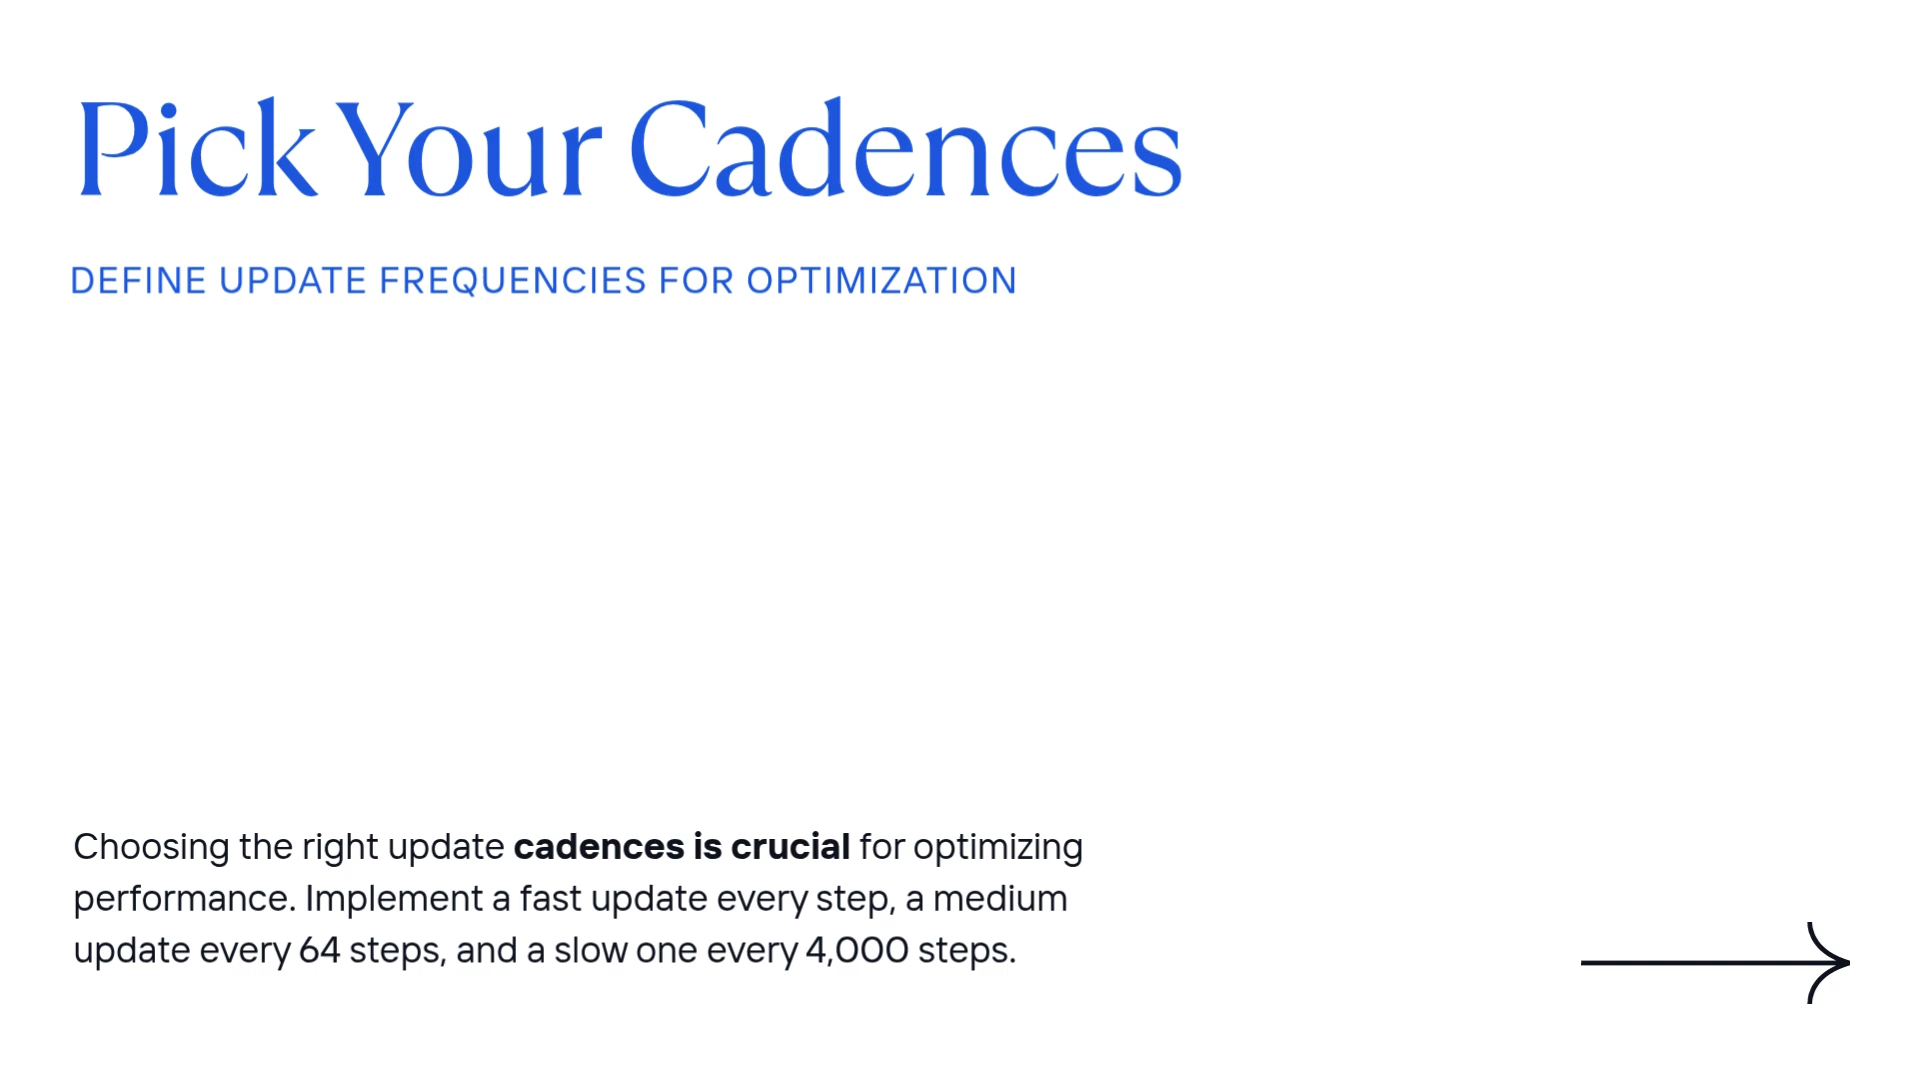 Pick Your Cadences
DEFINE UPDATE FREQUENCIES FOR OPTIMIZATION
Choosing the right update cadences is crucial for optimizing
performance. Implement a fast update every step, a medium
update every 64 steps, and a slow one every 4,000 steps.